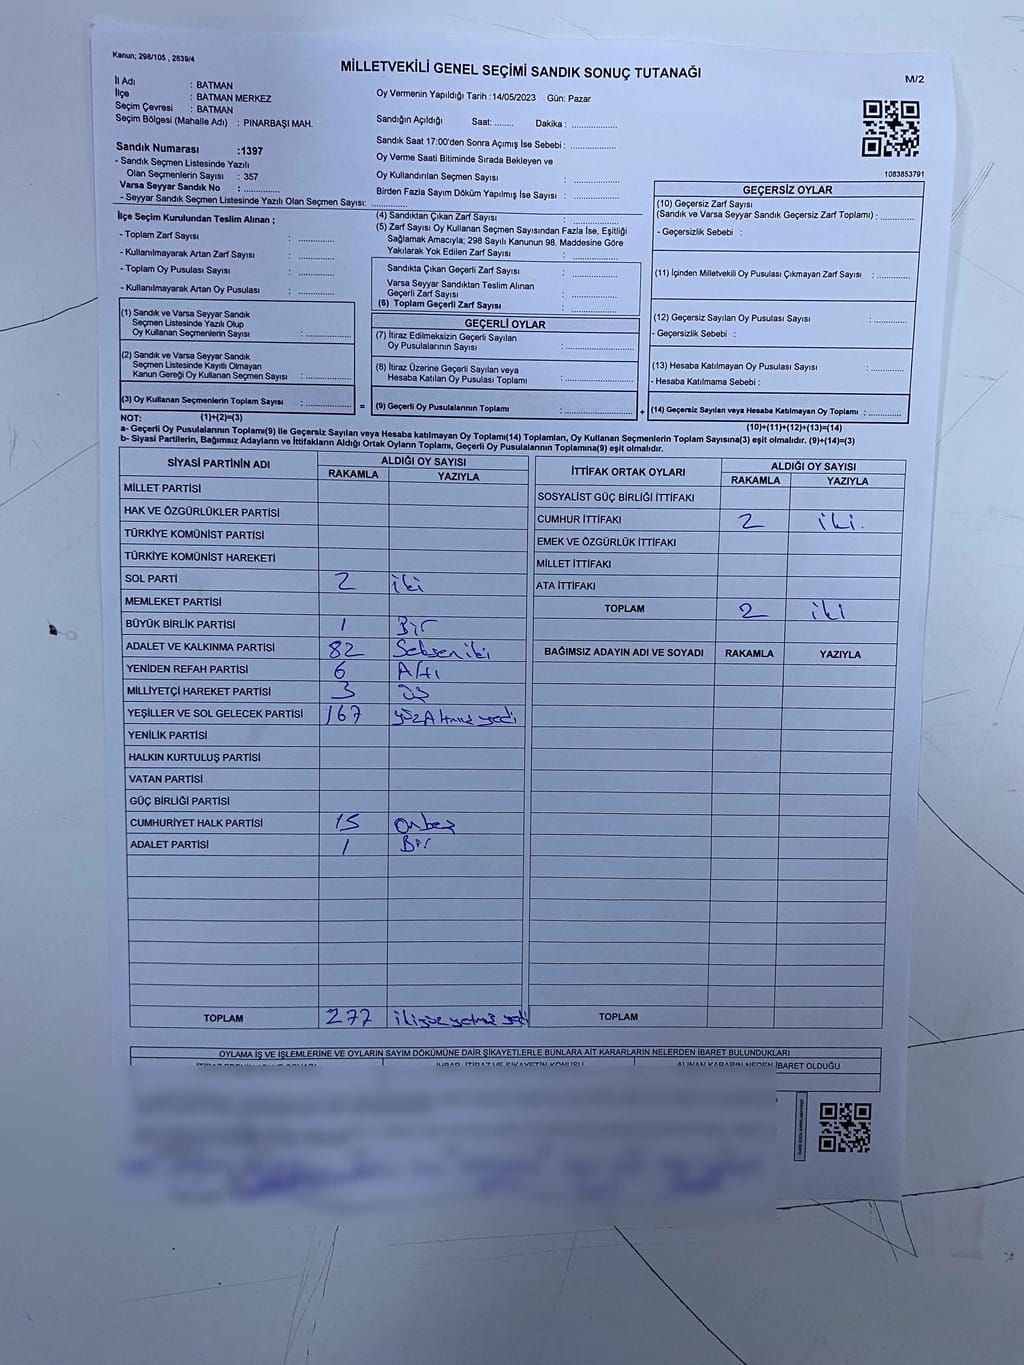 Kanun; 298/105 , 2839/4
MİLLETVEKİLİ GENEL SEÇİMİ SANDIK SONUÇ TUTANAĞI
M/2
İl Adı : BATMAN
İlçe : BATMAN MERKEZ
Seçim Çevresi : BATMAN
Seçim Bölgesi (Mahalle Adı) : PINARBAŞI MAH.
Oy Vermenin Yapıldığı Tarih :14/05/2023 Gün: Pazar
Sandığın Açıldığı Saat: ........ Dakika : ..................
Sandık Saat 17:00'den Sonra Açımış İse Sebebi : ..................
Oy Verme Saati Bitiminde Sırada Bekleyen ve
Oy Kullandırılan Seçmen Sayısı : ..................
Birden Fazla Sayım Döküm Yapılmış İse Sayısı : ..................
1083853791
Sandık Numarası :1397
- Sandık Seçmen Listesinde Yazılı
Olan Seçmenlerin Sayısı : 357
Varsa Seyyar Sandık No : ..............
- Seyyar Sandık Seçmen Listesinde Yazılı Olan Seçmen Sayısı: ..............
İlçe Seçim Kurulundan Teslim Alınan ;
- Toplam Zarf Sayısı : ..............
- Kullanılmayarak Artan Zarf Sayısı : ..............
- Toplam Oy Pusulası Sayısı : ..............
- Kullanılmayarak Artan Oy Pusulası : ..............
(1) Sandık ve Varsa Seyyar Sandık
Seçmen Listesinde Yazılı Olup
Oy Kullanan Seçmenlerin Sayısı : ..............
(2) Sandık ve Varsa Seyyar Sandık
Seçmen Listesinde Kayıtlı Olmayan
Kanun Gereği Oy Kullanan Seçmen Sayısı : ..............
(3) Oy Kullanan Seçmenlerin Toplam Sayısı : ..............
(1)+(2)=(3)
(4) Sandıktan Çıkan Zarf Sayısı : ..............
(5) Zarf Sayısı Oy Kullanan Seçmen Sayısından Fazla İse, Eşitliği
Sağlamak Amacıyla; 298 Sayılı Kanunun 98. Maddesine Göre
Yakılarak Yok Edilen Zarf Sayısı : ..............
Sandıkta Çıkan Geçerli Zarf Sayısı : ..............
Varsa Seyyar Sandıktan Teslim Alınan
Geçerli Zarf Sayısı : ..............
(6) Toplam Geçerli Zarf Sayısı : ..............
GEÇERLİ OYLAR
(7) İtiraz Edilmeksizin Geçerli Sayılan
Oy Pusulalarının Sayısı : ..............
(8) İtiraz Üzerine Geçerli Sayılan veya
Hesaba Katılan Oy Pusulası Toplamı : ..............
= (9) Geçerli Oy Pusulalarının Toplamı : .............. +
GEÇERSİZ OYLAR
(10) Geçersiz Zarf Sayısı
(Sandık ve Varsa Seyyar Sandık Geçersiz Zarf Toplamı) : ..............
- Geçersizlik Sebebi :
(11) İçinden Milletvekili Oy Pusulası Çıkmayan Zarf Sayısı : ..............
(12) Geçersiz Sayılan Oy Pusulası Sayısı : ..............
- Geçersizlik Sebebi :
(13) Hesaba Katılmayan Oy Pusulası Sayısı : ..............
- Hesaba Katılmama Sebebi :
(14) Geçersiz Sayılan veya Hesaba Katılmayan Oy Toplamı : ..............
(10)+(11)+(12)+(13)=(14)
NOT:
a- Geçerli Oy Pusulalarının Toplamı(9) ile Geçersiz Sayılan veya Hesaba katılmayan Oy Toplamı(14) Toplamları, Oy Kullanan Seçmenlerin Toplam Sayısına(3) eşit olmalıdır. (9)+(14)=(3)
b- Siyasi Partilerin, Bağımsız Adayların ve İttifakların Aldığı Ortak Oyların Toplamı, Geçerli Oy Pusulalarının Toplamına(9) eşit olmalıdır.
SİYASİ PARTİNİN ADI ALDIĞI OY SAYISI
RAKAMLA YAZIYLA
MİLLET PARTİSİ
HAK VE ÖZGÜRLÜKLER PARTİSİ
TÜRKİYE KOMÜNİST PARTİSİ
TÜRKİYE KOMÜNİST HAREKETİ
SOL PARTİ 2 iki
MEMLEKET PARTİSİ
BÜYÜK BİRLİK PARTİSİ 1 Bir
ADALET VE KALKINMA PARTİSİ 82 Seksen iki
YENİDEN REFAH PARTİSİ 6 Altı
MİLLİYETÇİ HAREKET PARTİSİ 3 üç
YEŞİLLER VE SOL GELECEK PARTİSİ 167 yüz Altmış yedi
YENİLİK PARTİSİ
HALKIN KURTULUŞ PARTİSİ
VATAN PARTİSİ
GÜÇ BİRLİĞİ PARTİSİ
CUMHURİYET HALK PARTİSİ 15 Onbeş
ADALET PARTİSİ 1 Bir
TOPLAM 277 ikiyüz yetmiş yedi
İTTİFAK ORTAK OYLARI ALDIĞI OY SAYISI
RAKAMLA YAZIYLA
SOSYALİST GÜÇ BİRLİĞİ İTTİFAKI
CUMHUR İTTİFAKI 2 iki.
EMEK VE ÖZGÜRLÜK İTTİFAKI
MİLLET İTTİFAKI
ATA İTTİFAKI
TOPLAM 2 iki
BAĞIMSIZ ADAYIN ADI VE SOYADI RAKAMLA YAZIYLA
TOPLAM
OYLAMA İŞ VE İŞLEMLERİNE VE OYLARIN SAYIM DÖKÜMÜNE DAİR ŞİKAYETLERLE BUNLARA AİT KARARLARIN NELERDEN İBARET BULUNDUKLARI
ALINAN KARARIN NEDEN İBARET OLDUĞU